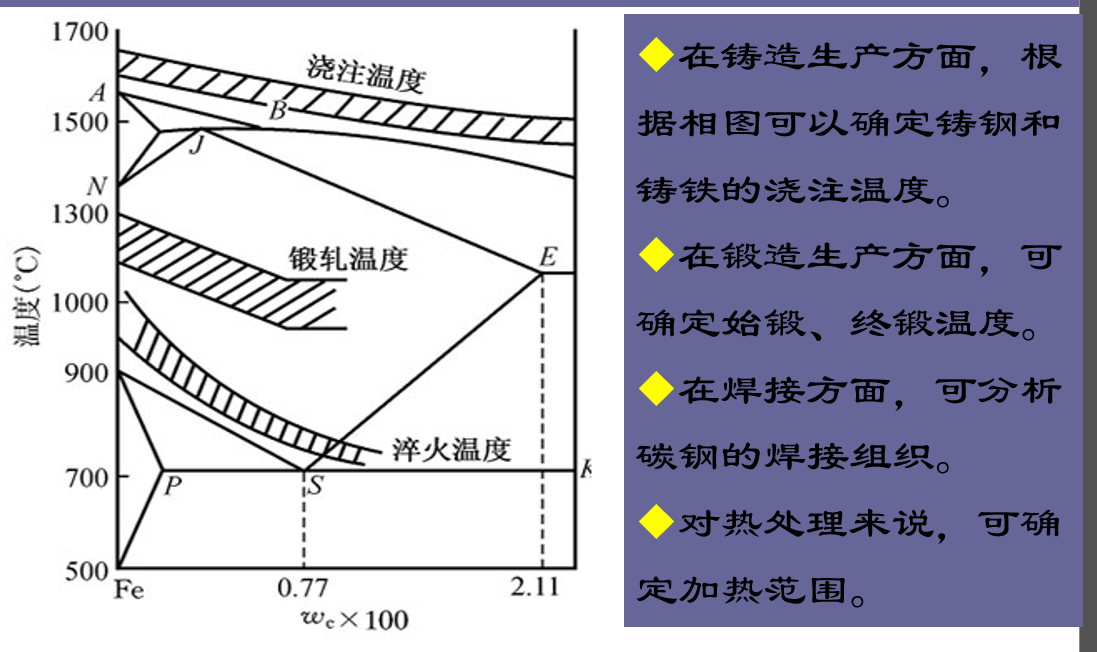 1700
浇注温度
A
B
1500
J
N
1300
锻轧温度
E
1000
900
淬火温度
700
P
S
K
500
Fe
0.77
2.11
温度(℃)
wc×100
◆在铸造生产方面，根
据相图可以确定铸钢和
铸铁的浇注温度。
◆在锻造生产方面，可
确定始锻、终锻温度。
◆在焊接方面，可分析
碳钢的焊接组织。
◆对热处理来说，可确
定加热范围。